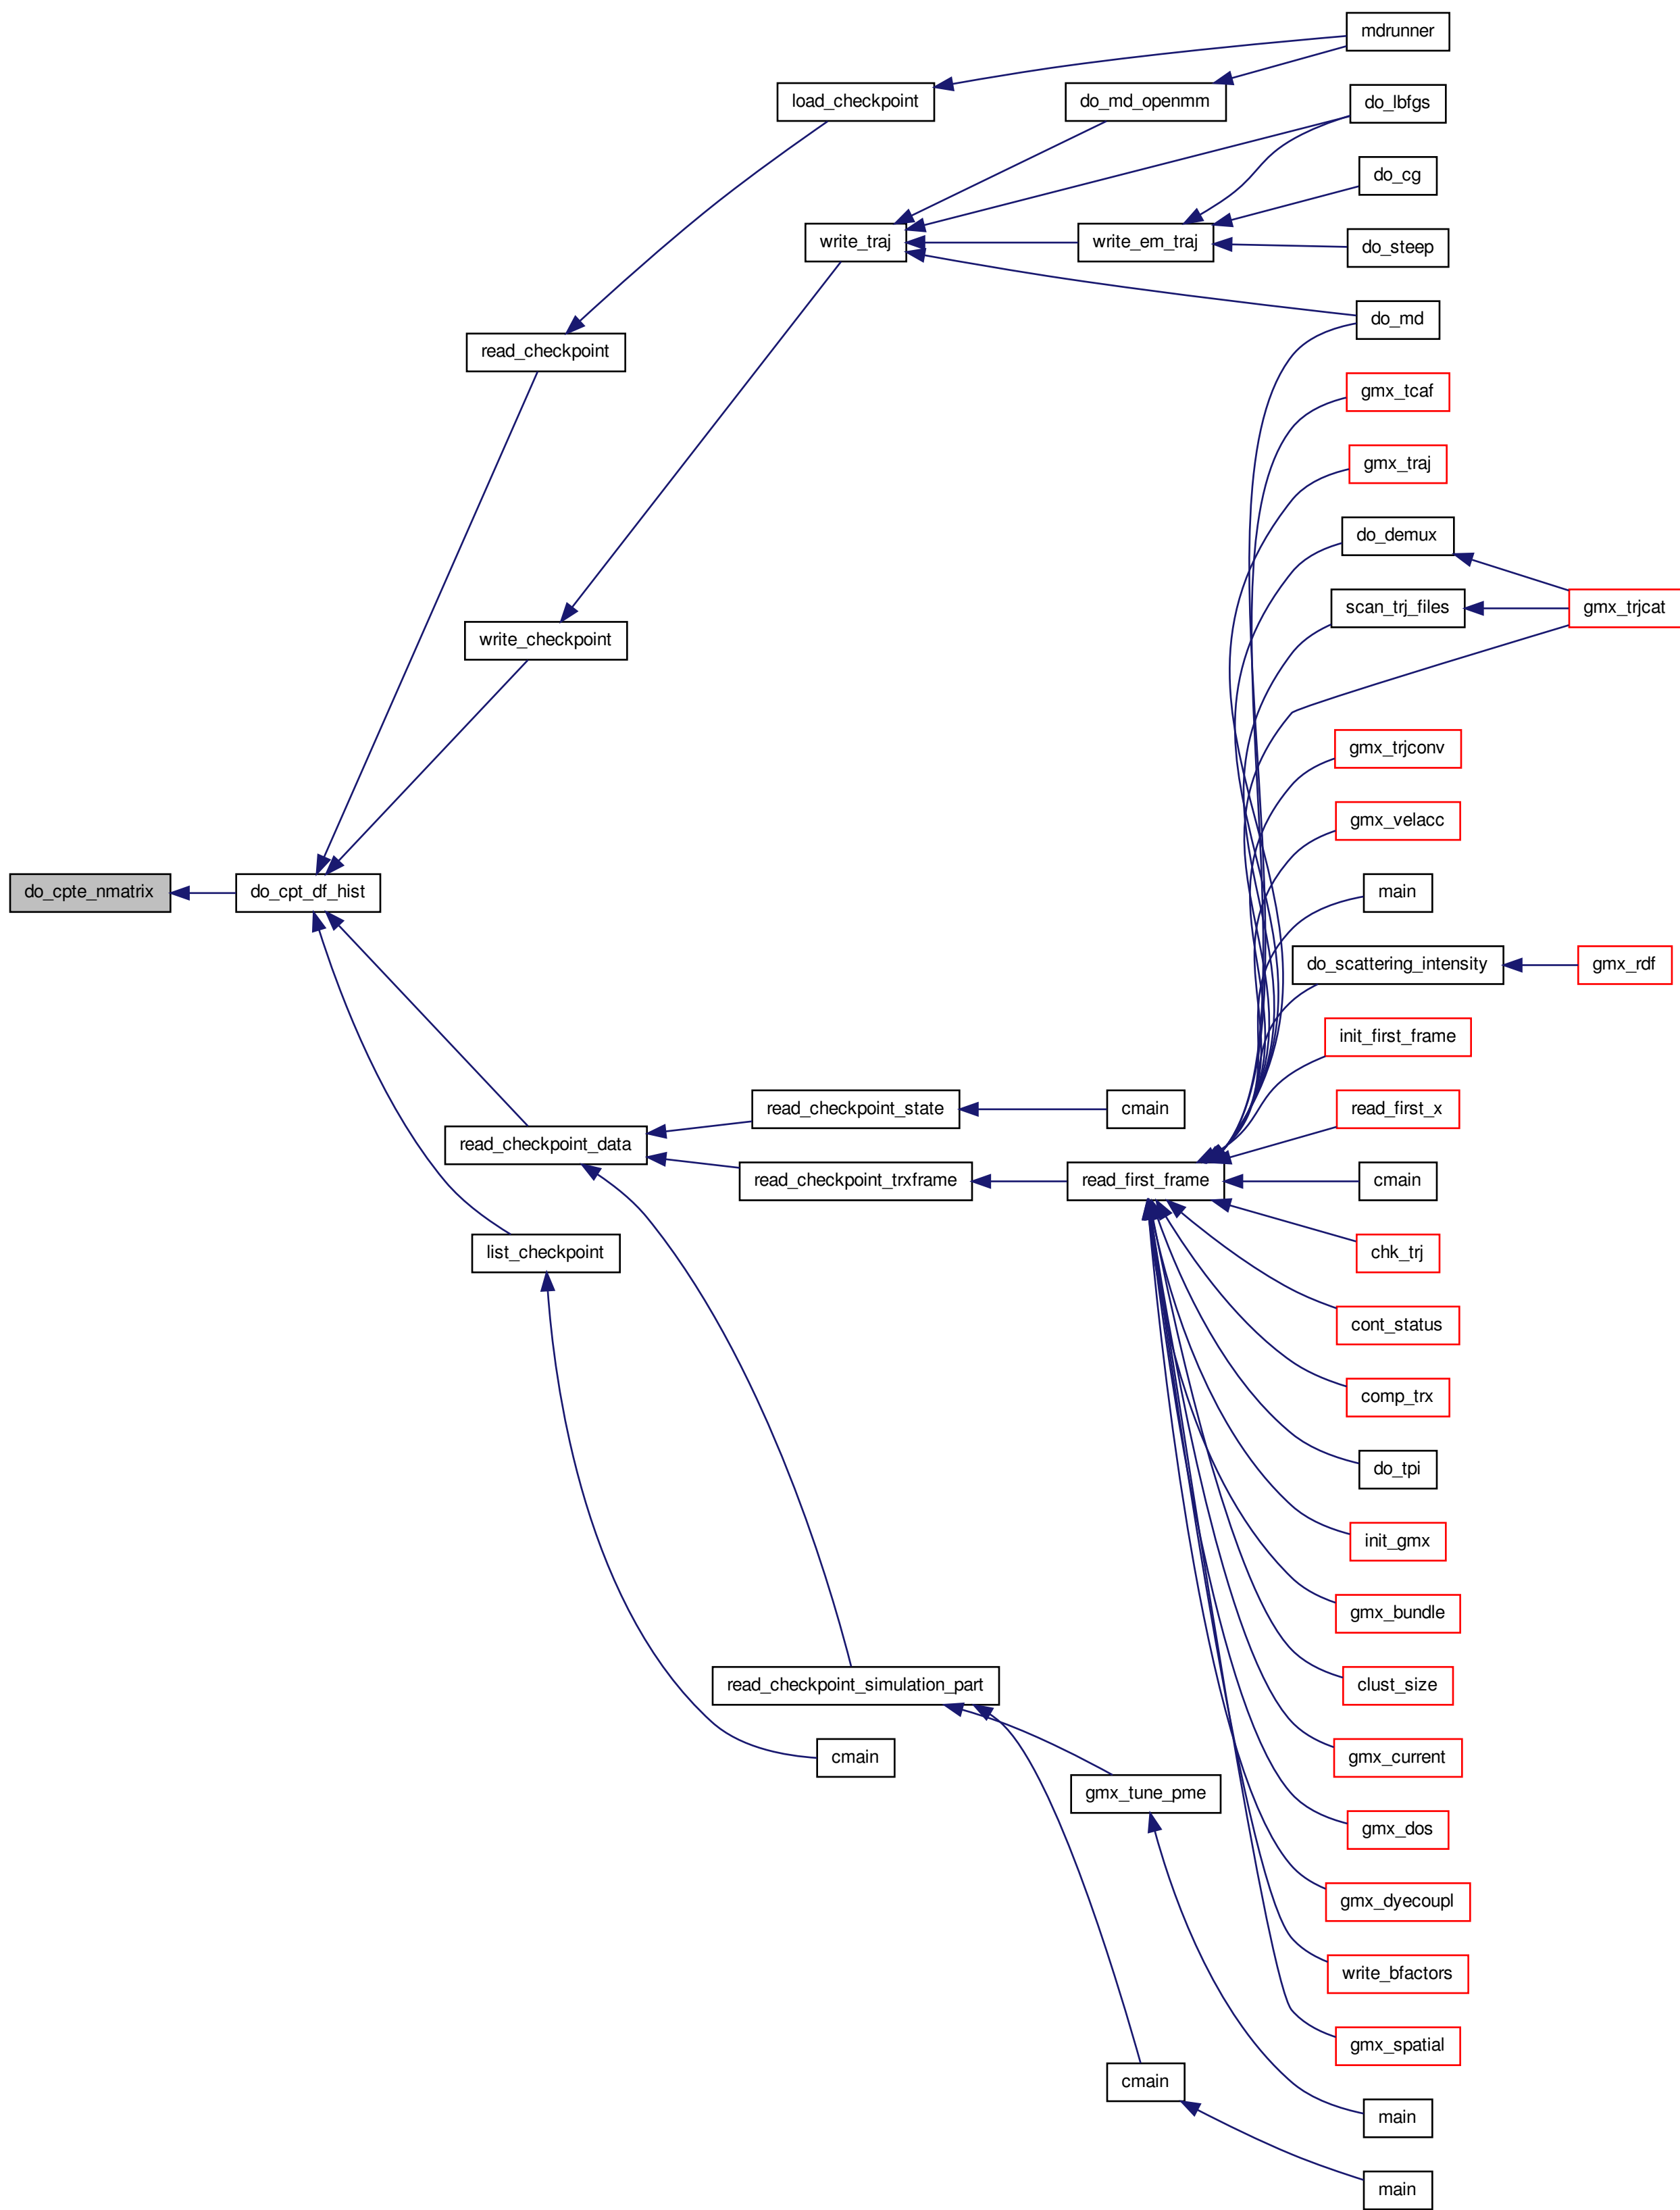 mdrunner
load_checkpoint
do_md_openmm
do_lbfgs
do_cg
write_traj
write_em_traj
do_steep
do_md
read_checkpoint
gmx_tcaf
gmx_traj
do_demux
scan_trj_files
gmx_trjcat
write_checkpoint
gmx_trjconv
gmx_velacc
do_cpte_nmatrix
do_cpt_df_hist
main
do_scattering_intensity
gmx_rdf
init_first_frame
read_checkpoint_state
cmain
read_first_x
read_checkpoint_data
read_checkpoint_trxframe
read_first_frame
cmain
list_checkpoint
chk_trj
cont_status
comp_trx
do_tpi
init_gmx
gmx_bundle
read_checkpoint_simulation_part
clust_size
cmain
gmx_current
gmx_tune_pme
gmx_dos
gmx_dyecoupl
write_bfactors
gmx_spatial
cmain
main
main